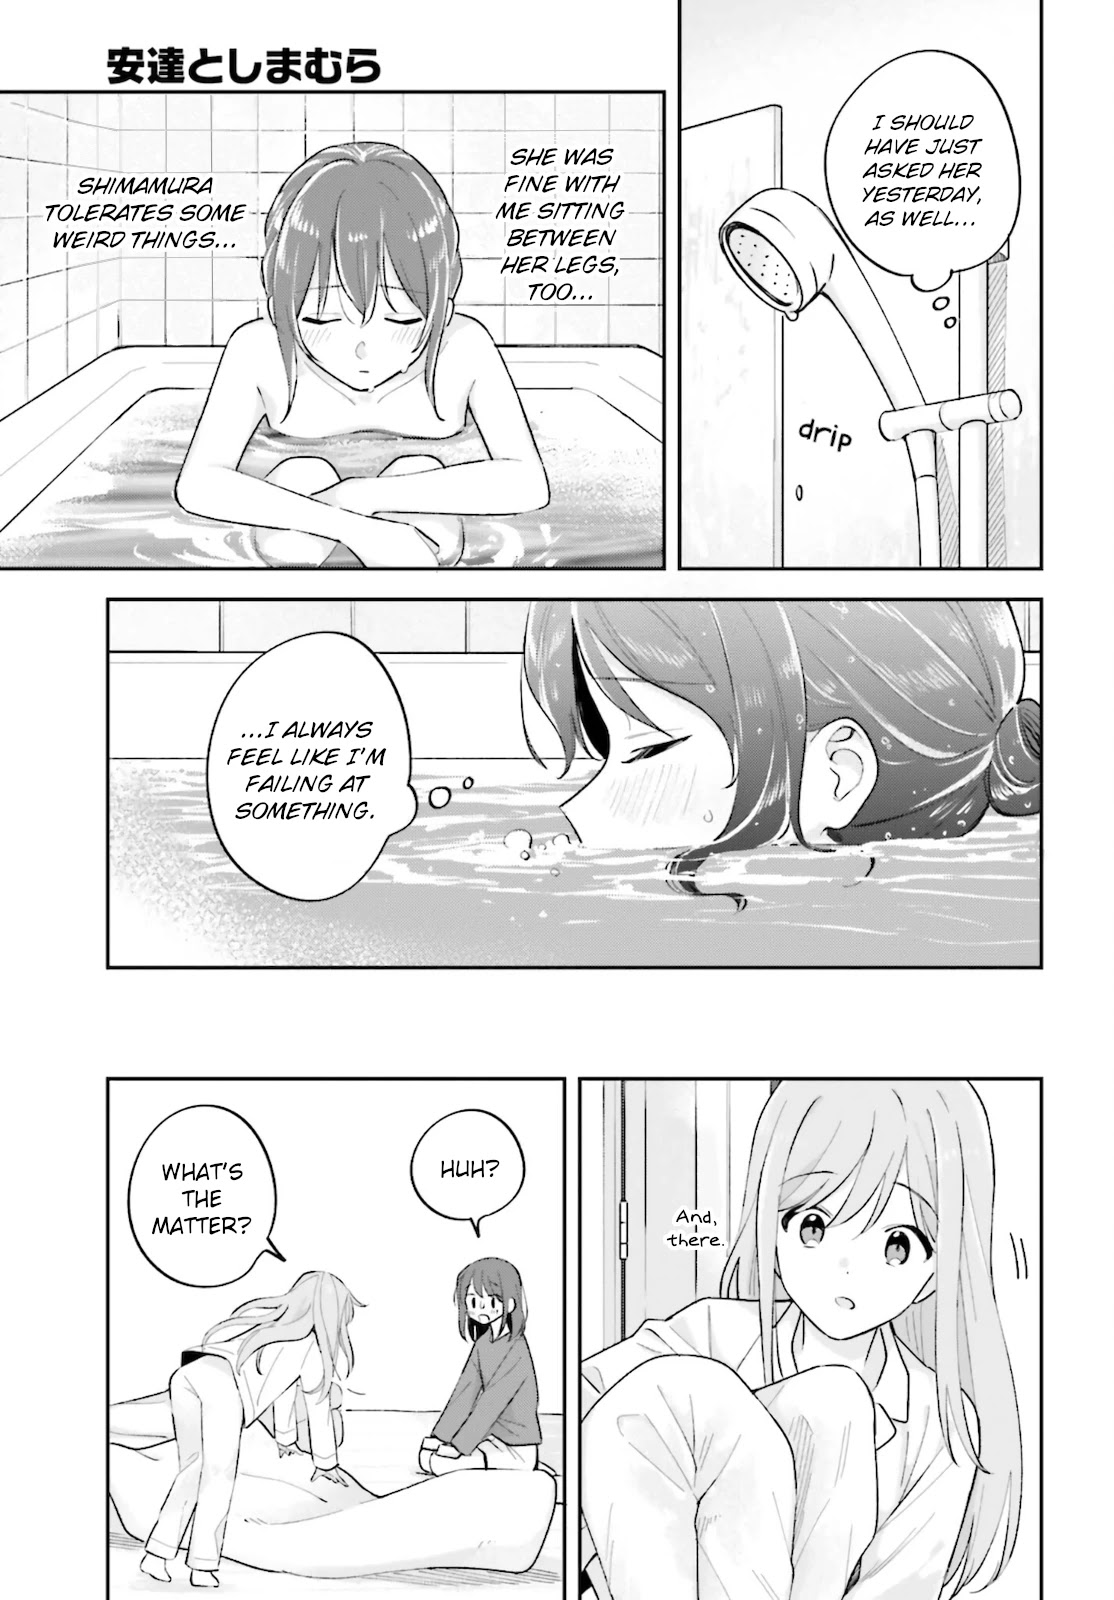 安達としまむら
I SHOULD
HAVE JUST
ASKED HER
YESTERDAY,
AS WELL...
drip
SHE WAS
FINE WITH
ME SITTING
BETWEEN
HER LEGS,
TOO...
SHIMAMURA
TOLERATES SOME
WEIRD THINGS...
...I ALWAYS
FEEL LIKE I'M
FAILING AT
SOMETHING.
And,
there.
HUH?
WHAT'S
THE
MATTER?